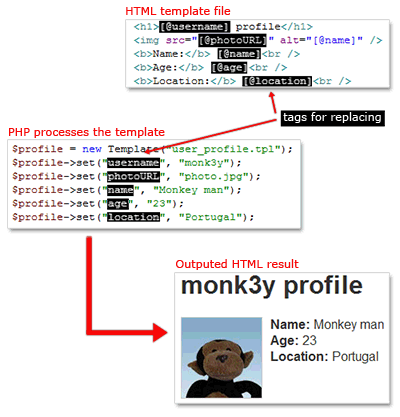 HTML template file
<h1>[@username] profile</h1>
<img src="[@photoURL]" alt="[@name]" />
<b>Name:</b> [@name]<br />
<b>Age:</b> [@age]<br />
<b>Location:</b> [@location]<br />
tags for replacing
PHP processes the template
$profile = new Template("user_profile.tpl");
$profile->set("username", "monk3y");
$profile->set("photoURL", "photo.jpg");
$profile->set("name", "Monkey man");
$profile->set("age", "23");
$profile->set("location", "Portugal");
Outputed HTML result
monk3y profile
Name: Monkey man
Age: 23
Location: Portugal